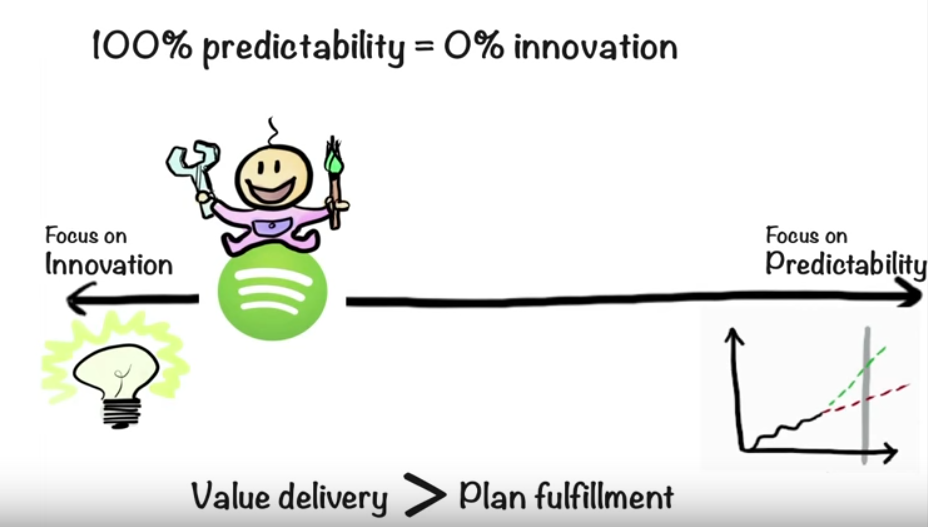 100% predictability = 0% innovation
Focus on
Innovation
Focus on
Predictability
Value delivery > Plan fulfillment